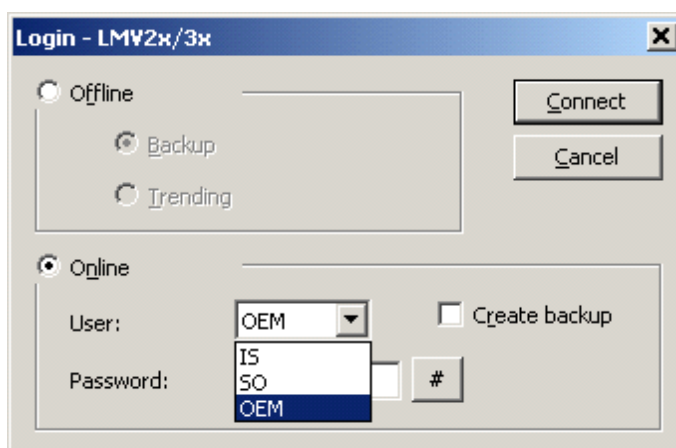 Login - LMV2x/3x
Offline
Connect
Backup
Cancel
Trending
Online
User: OEM Create backup
IS
Password: SO #
OEM